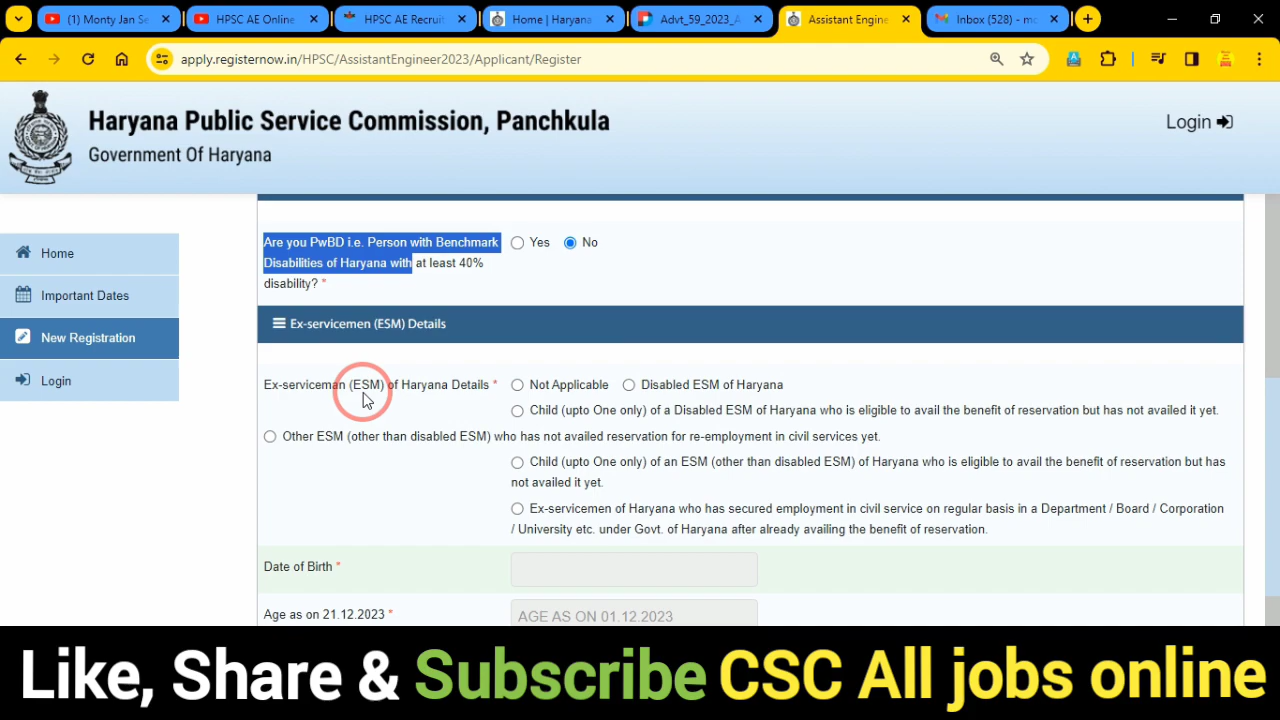 (1) Monty Jan Se
HPSC AE Online
HPSC AE Recruit
Home | Haryana
Advt_59_2023_A
Assistant Engine
Inbox (528) - mo
apply.registernow.in/HPSC/AssistantEngineer2023/Applicant/Register
Haryana Public Service Commission, Panchkula
Government Of Haryana
Login
Home
Important Dates
New Registration
Login
Are you PwBD i.e. Person with Benchmark
Disabilities of Haryana with at least 40%
disability? *
Yes
No
Ex-servicemen (ESM) Details
Ex-serviceman (ESM) of Haryana Details *
Not Applicable
Disabled ESM of Haryana
Child (upto One only) of a Disabled ESM of Haryana who is eligible to avail the benefit of reservation but has not availed it yet.
Other ESM (other than disabled ESM) who has not availed reservation for re-employment in civil services yet.
Child (upto One only) of an ESM (other than disabled ESM) of Haryana who is eligible to avail the benefit of reservation but has
not availed it yet.
Ex-servicemen of Haryana who has secured employment in civil service on regular basis in a Department / Board / Corporation
/ University etc. under Govt. of Haryana after already availing the benefit of reservation.
Date of Birth *
Age as on 21.12.2023 *
AGE AS ON 01.12.2023
Like, Share & Subscribe CSC All jobs online